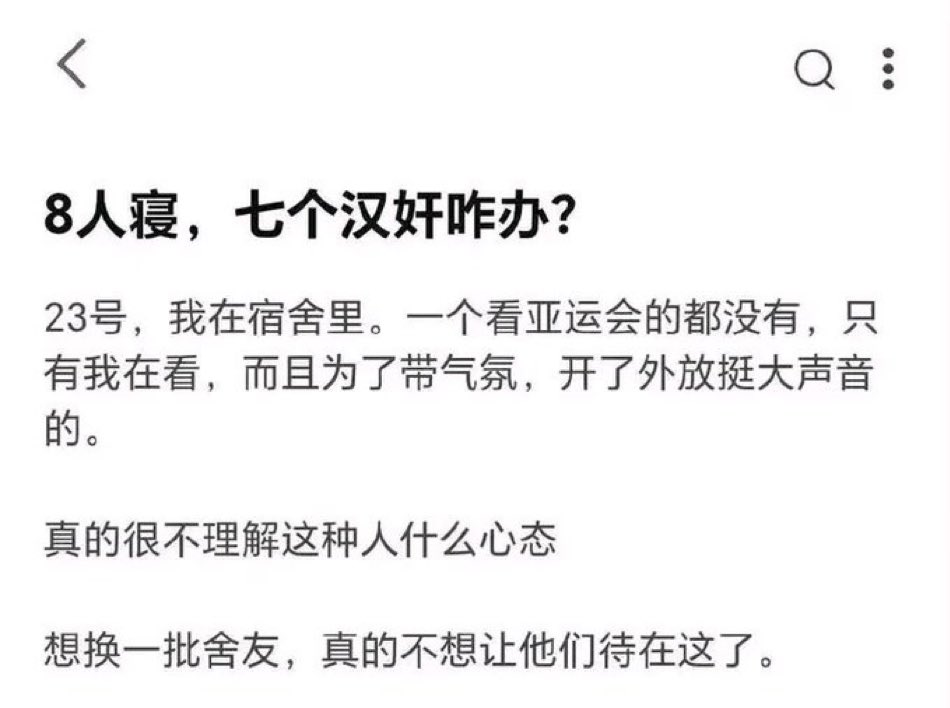 8人寝，七个汉奸咋办？
23号，我在宿舍里。一个看亚运会的都没有，只
有我在看，而且为了带气氛，开了外放挺大声音
的。
真的很不理解这种人什么心态
想换一批舍友，真的不想让他们待在这了。